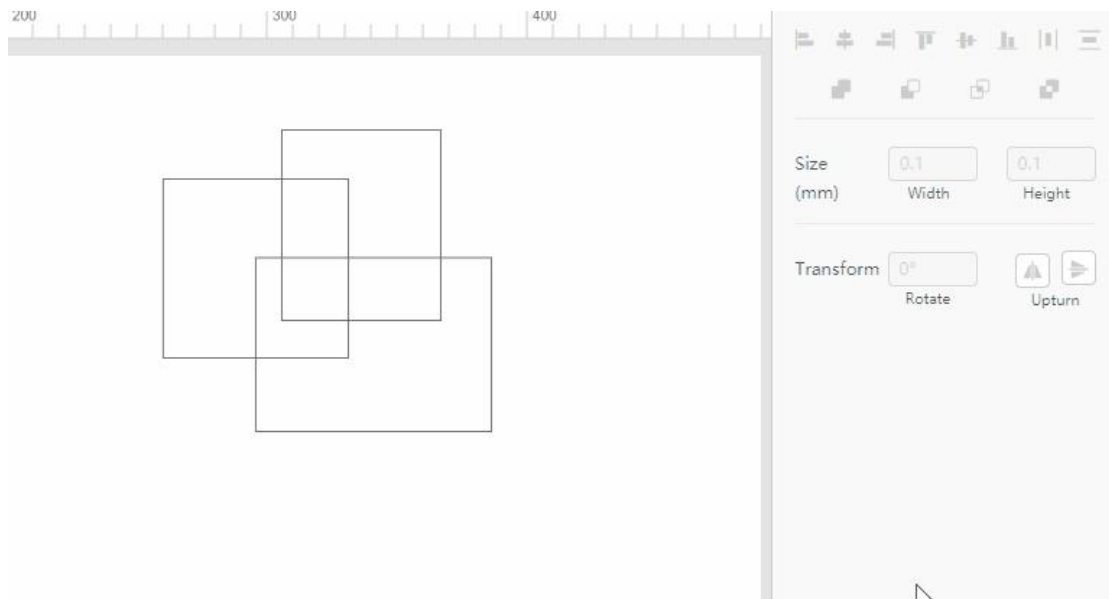 200 300 400
Size 0.1 0.1
(mm) Width Height
Transform 0°
Rotate Upturn